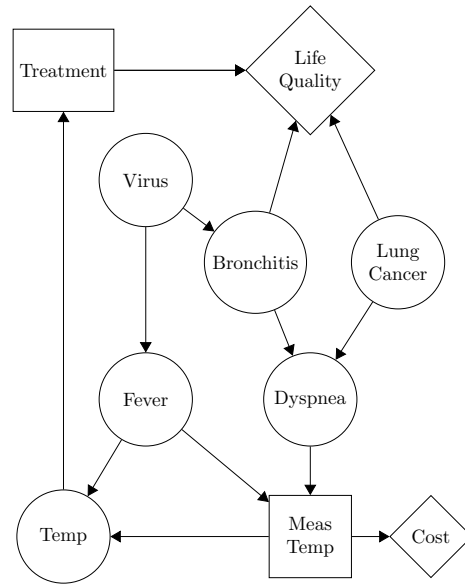 Treatment
Life
Quality
Virus
Bronchitis
Lung
Cancer
Fever
Dyspnea
Temp
Meas
Temp
Cost